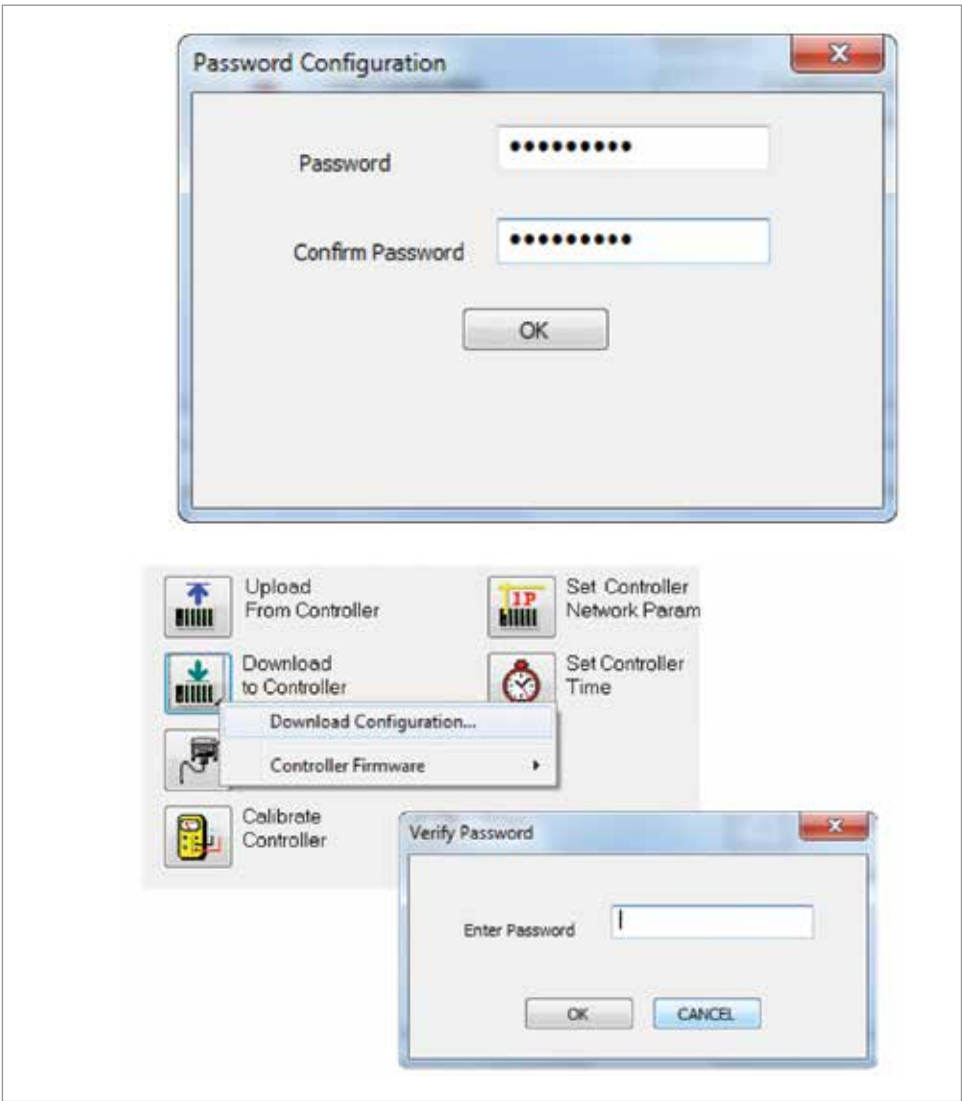 Password Configuration
x
Password
•••••••••
Confirm Password
•••••••••
OK
Upload
From Controller
Set Controller
Network Param
IP
Download
to Controller
Set Controller
Time
Download Configuration...
Controller Firmware
Calibrate
Controller
Verify Password
x
Enter Password
OK
CANCEL